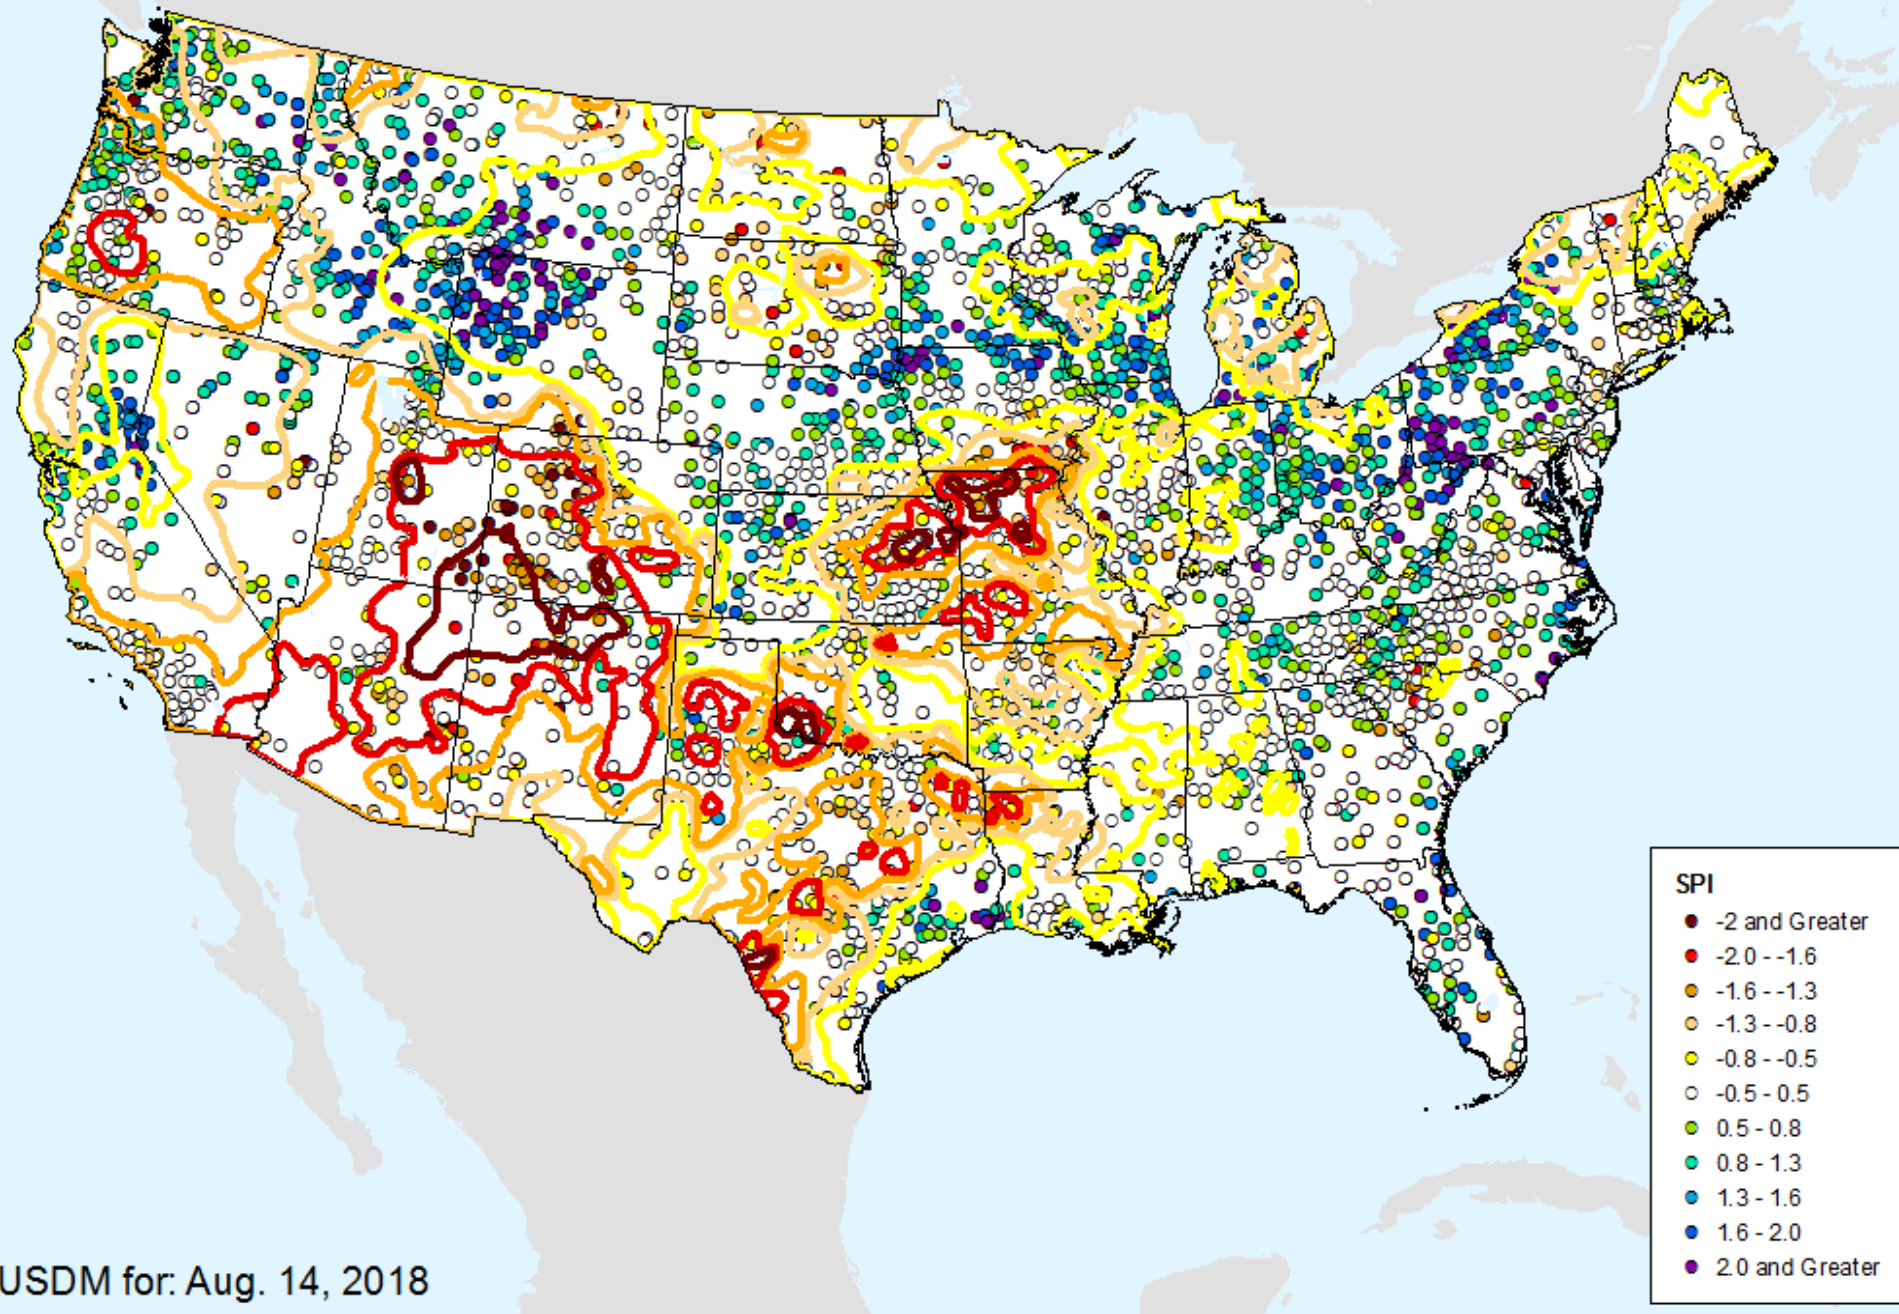 SPI
-2 and Greater
-2.0 - -1.6
-1.6 - -1.3
-1.3 - -0.8
-0.8 - -0.5
-0.5 - 0.5
0.5 - 0.8
0.8 - 1.3
1.3 - 1.6
1.6 - 2.0
2.0 and Greater
USDM for: Aug. 14, 2018